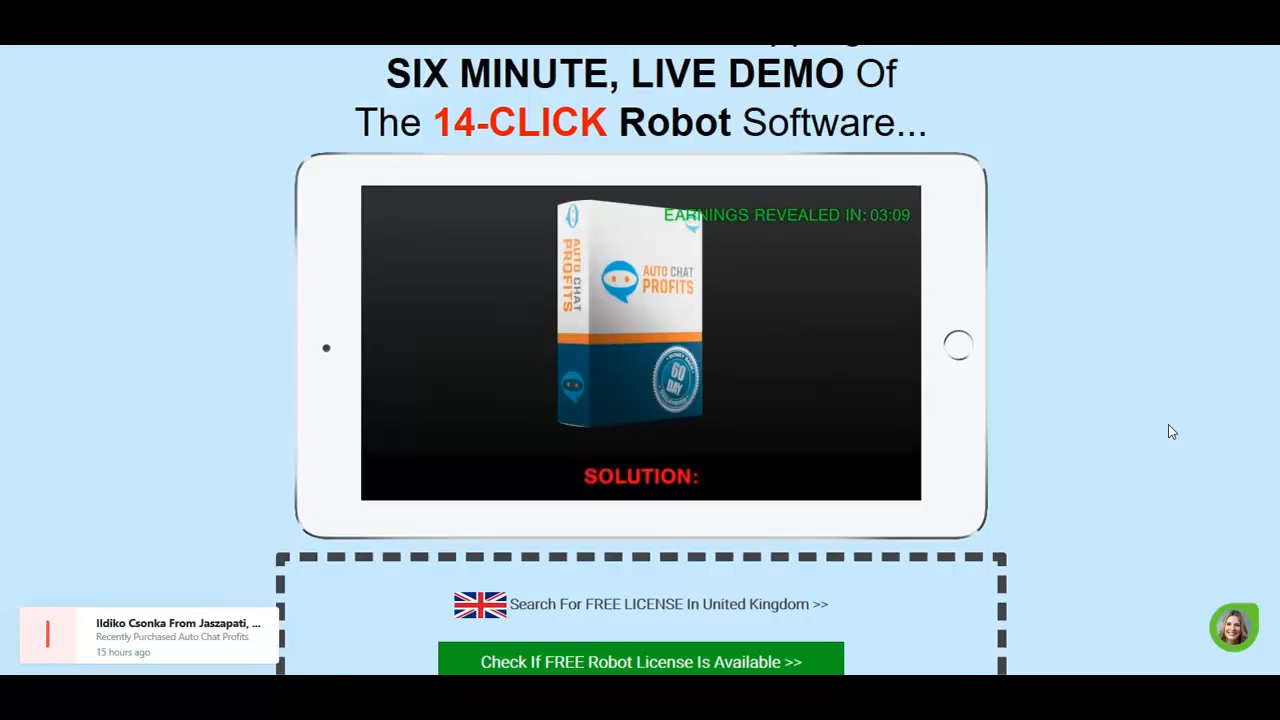 SIX MINUTE, LIVE DEMO Of
The 14-CLICK Robot Software...
EARNINGS REVEALED IN: 03:09
AUTO CHAT
PROFITS
AUTO CHAT
PROFITS
60
DAY
SOLUTION:
Search For FREE LICENSE In United Kingdom >>
Check If FREE Robot License Is Available >>
Ildiko Csonka From Jaszapati, ...
Recently Purchased Auto Chat Profits
15 hours ago